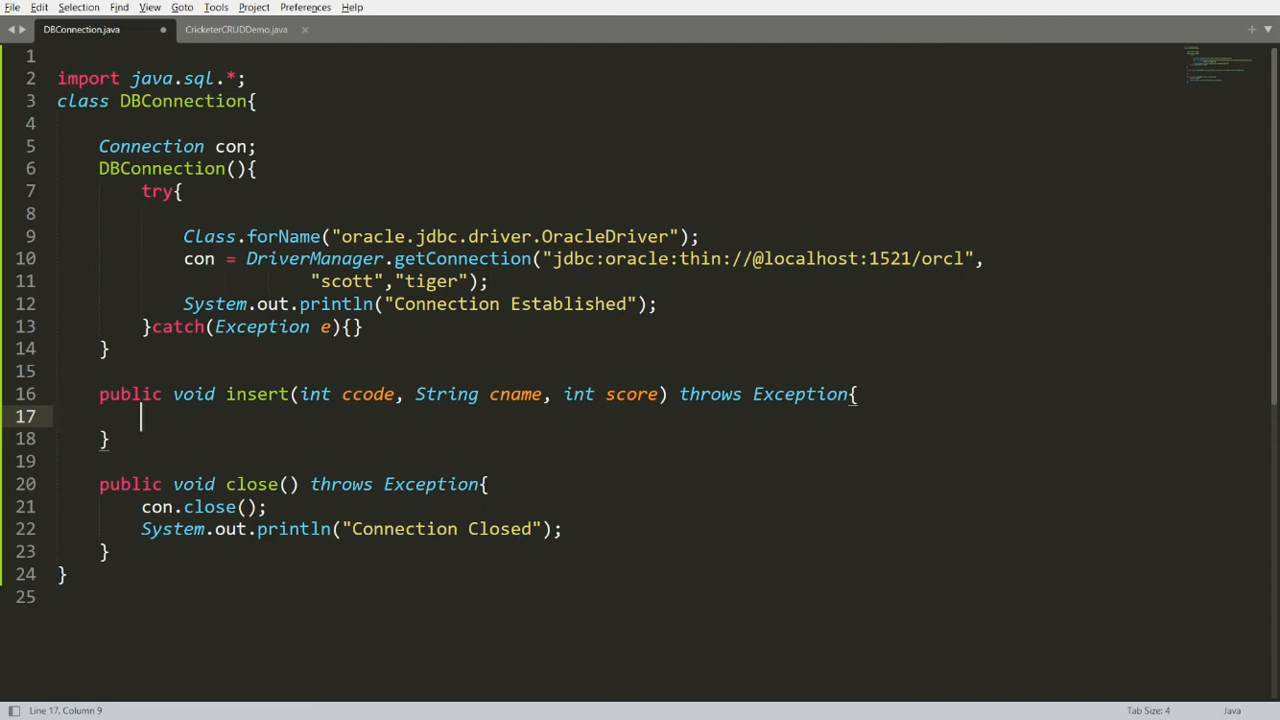 File Edit Selection Find View Goto Tools Project Preferences Help
DBConnection.java CricketerCRUDDemo.java
1
2 import java.sql.*;
3 class DBConnection{
4
5 Connection con;
6 DBConnection(){
7 try{
8
9 Class.forName("oracle.jdbc.driver.OracleDriver");
10 con = DriverManager.getConnection("jdbc:oracle:thin://@localhost:1521/orcl",
11 "scott","tiger");
12 System.out.println("Connection Established");
13 }catch(Exception e){}
14 }
15
16 public void insert(int ccode, String cname, int score) throws Exception{
17
18 }
19
20 public void close() throws Exception{
21 con.close();
22 System.out.println("Connection Closed");
23 }
24 }
25
Line 17, Column 9 Tab Size: 4 Java